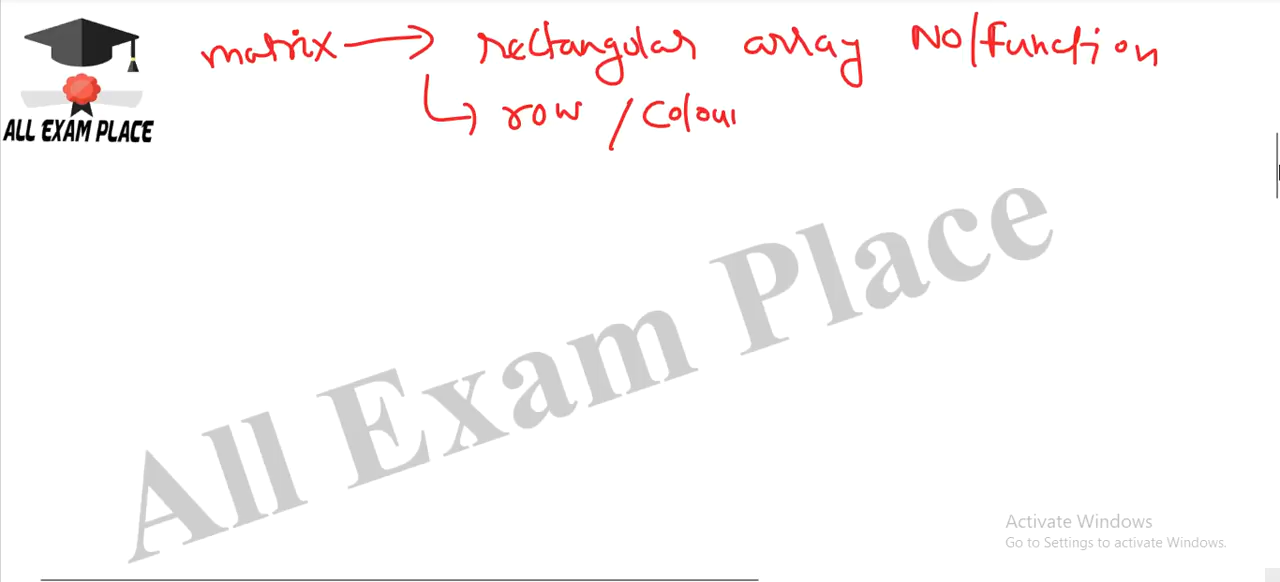 matrix → rectangular array NO/function
↳ row / Colou
ALL EXAM PLACE
All Exam Place
Activate Windows
Go to Settings to activate Windows.